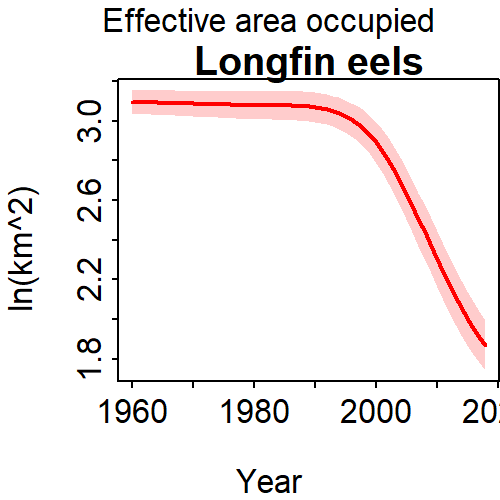 Effective area occupied
Longfin eels
ln(km^2)
3.0
2.6
2.2
1.8
1960 1980 2000
Year